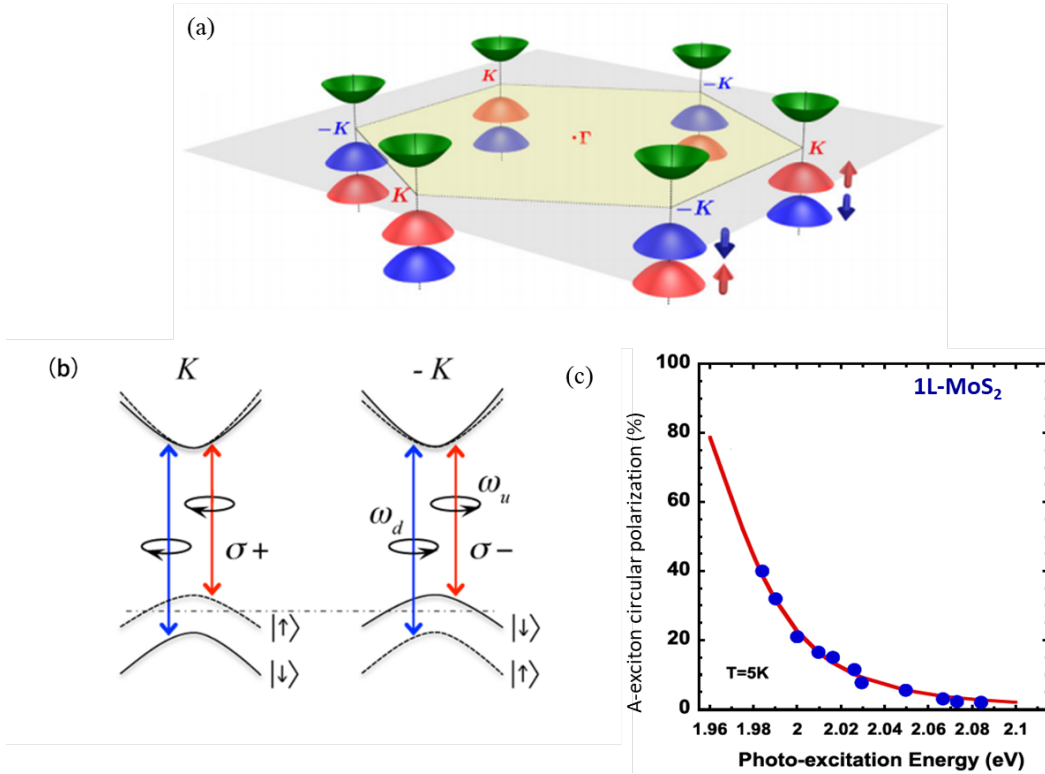 (a)
K
-K
-K
K
·Γ
K
-K
(b)
K
- K
ω_u
ω_d
σ+
σ−
|↑⟩
|↓⟩
|↓⟩
|↑⟩
(c)
1L-MoS₂
A-exciton circular polarization (%)
100
80
60
40
20
0
T=5K
1.96 1.98 2 2.02 2.04 2.06 2.08 2.1
Photo-excitation Energy (eV)